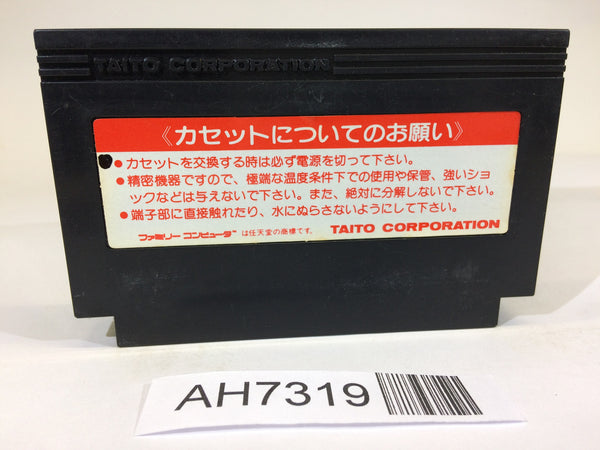 TAITO CORPORATION
《カセットについてのお願い》
●カセットを交換する時は必ず電源を切って下さい。
●精密機器ですので、極端な温度条件下での使用や保管、強いショ
ックなどは与えないで下さい。また、絶対に分解しないで下さい。
●端子部に直接触れたり、水にぬらさないようにして下さい。
ファミリー コンピュータ™ は任天堂の商標です。 TAITO CORPORATION
AH7319